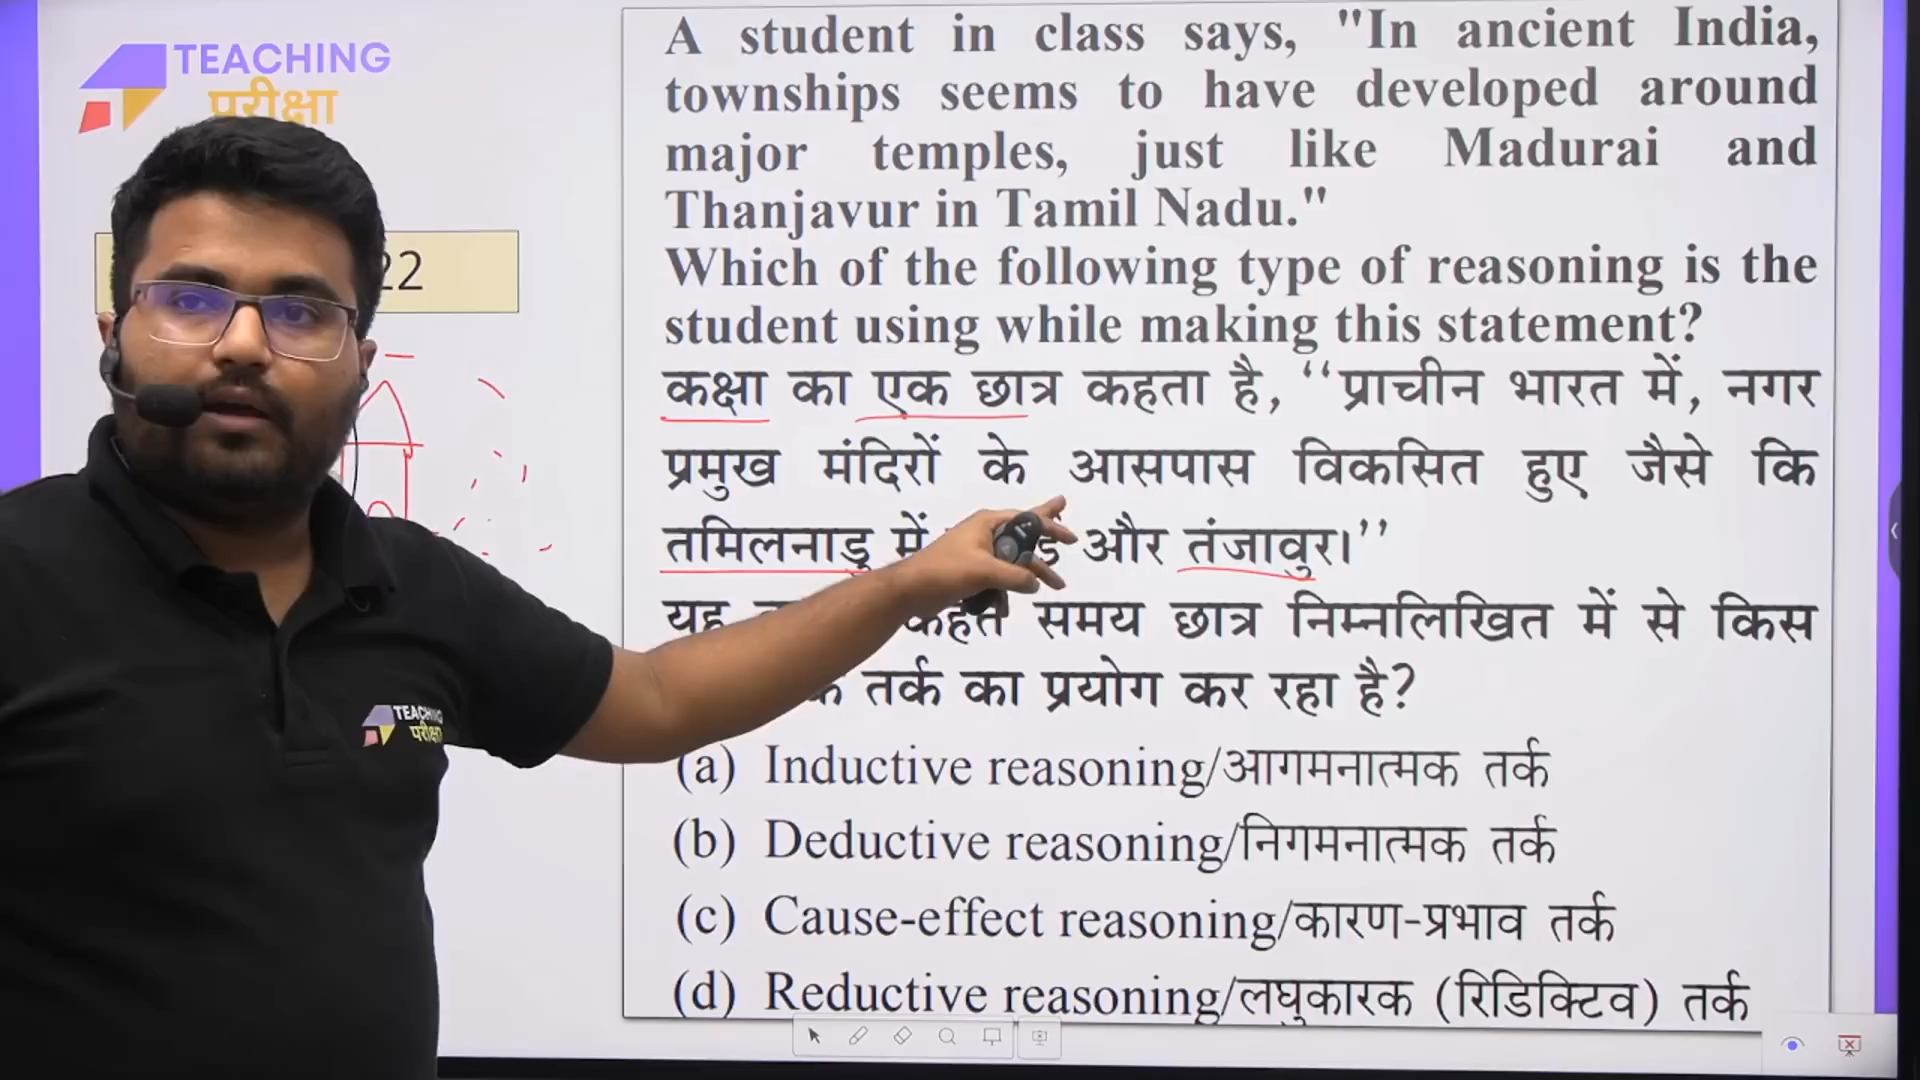 TEACHING
परीक्षा
22
A student in class says, "In ancient India,
townships seems to have developed around
major temples, just like Madurai and
Thanjavur in Tamil Nadu."
Which of the following type of reasoning is the
student using while making this statement?
कक्षा का एक छात्र कहता है, ‘‘प्राचीन भारत में, नगर
प्रमुख मंदिरों के आसपास विकसित हुए जैसे कि
तमिलनाडु में और तंजावुर।’’
यह कहते समय छात्र निम्नलिखित में से किस
तर्क का प्रयोग कर रहा है?
(a) Inductive reasoning/आगमनात्मक तर्क
(b) Deductive reasoning/निगमनात्मक तर्क
(c) Cause-effect reasoning/कारण-प्रभाव तर्क
(d) Reductive reasoning/लघुकारक (रिडिक्टिव) तर्क
TEACHING
परीक्षा